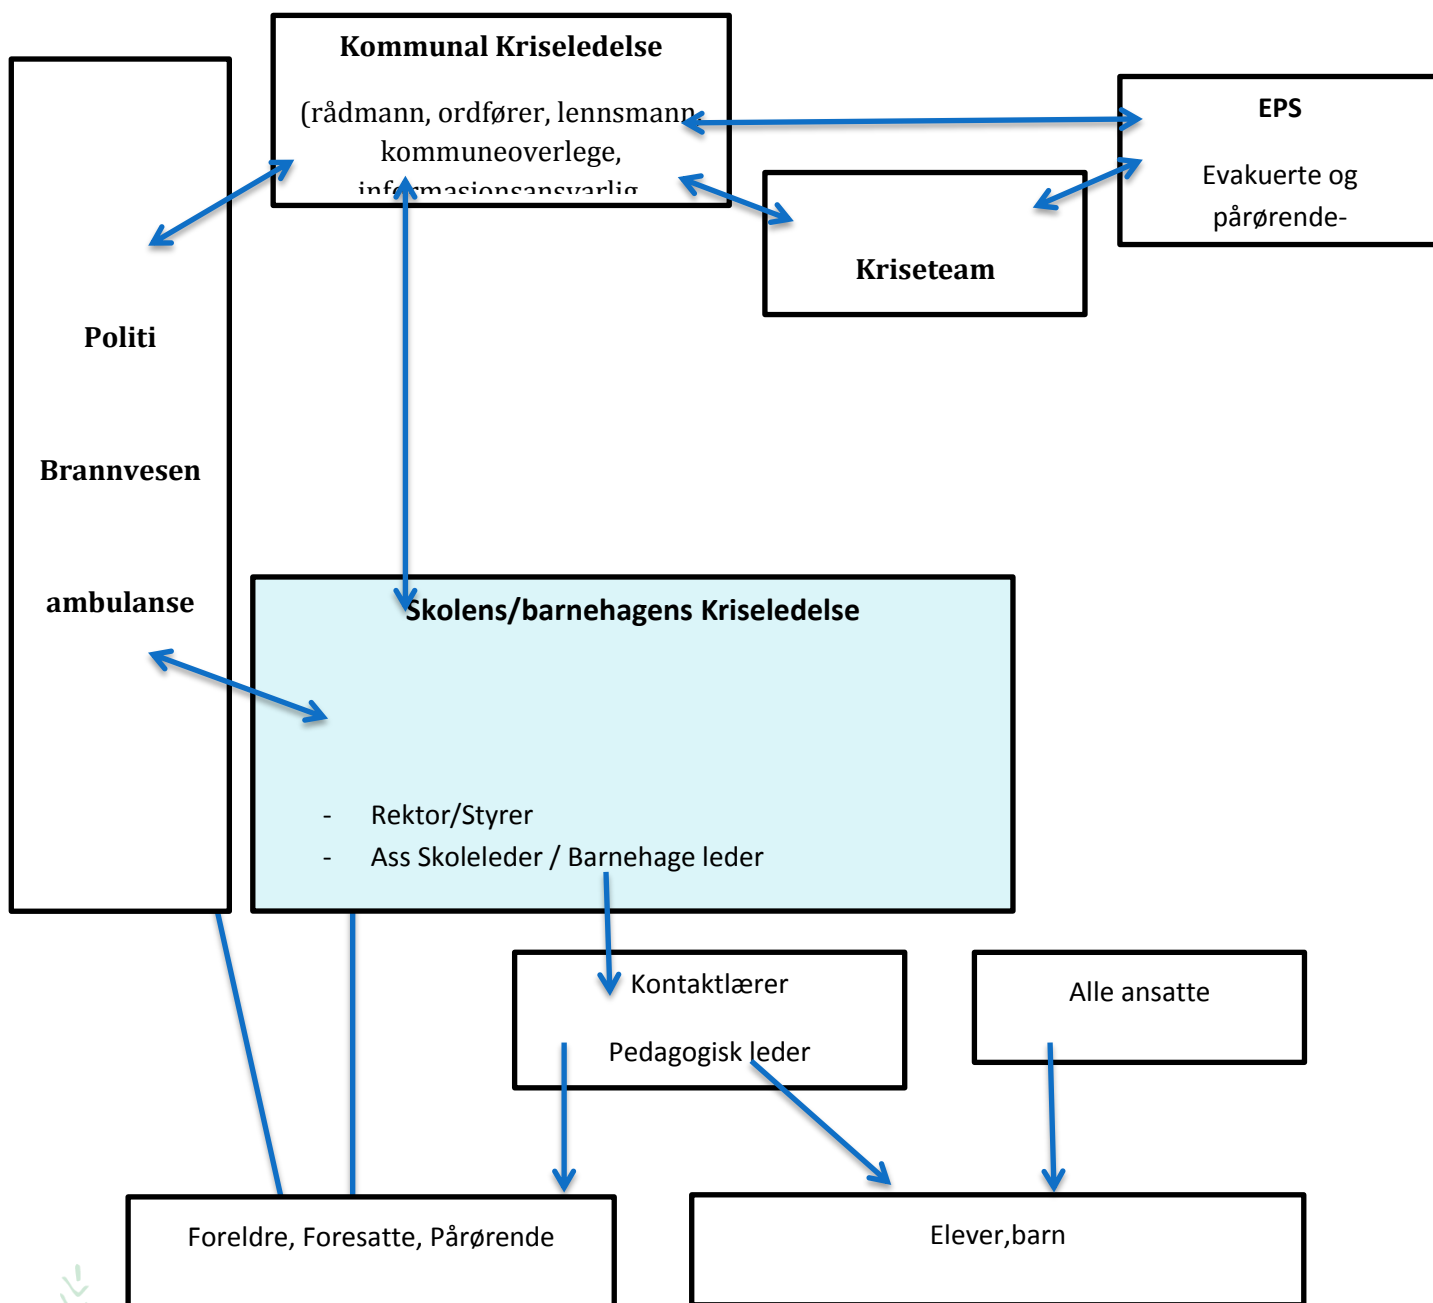 Kommunal Kriseledelse
(rådmann, ordfører, lennsmann,
kommuneoverlege,
informasjonsansvarlig
EPS
Evakuerte og
pårørende-
Kriseteam
Politi
Brannvesen
ambulanse
Skolens/barnehagens Kriseledelse
- Rektor/Styrer
- Ass Skoleleder / Barnehage leder
Kontaktlærer
Pedagogisk leder
Alle ansatte
Foreldre, Foresatte, Pårørende
Elever,barn